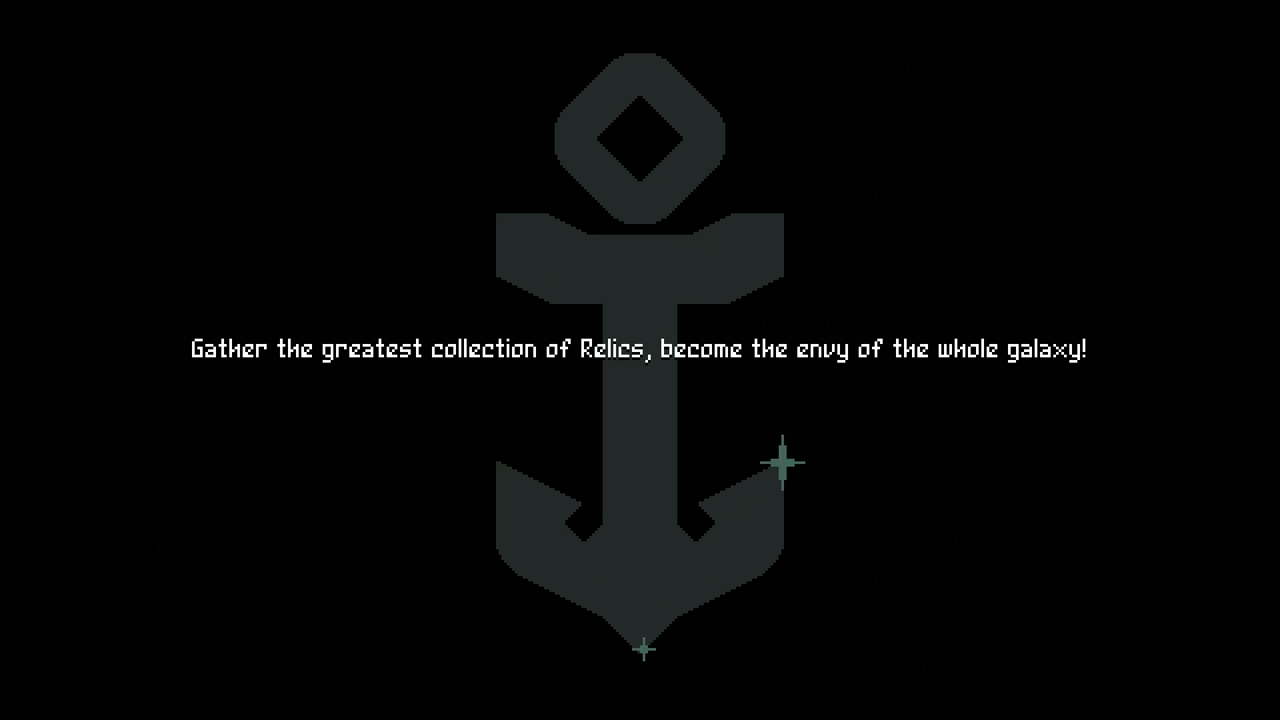 Gather the greatest collection of Relics, become the envy of the whole galaxy!